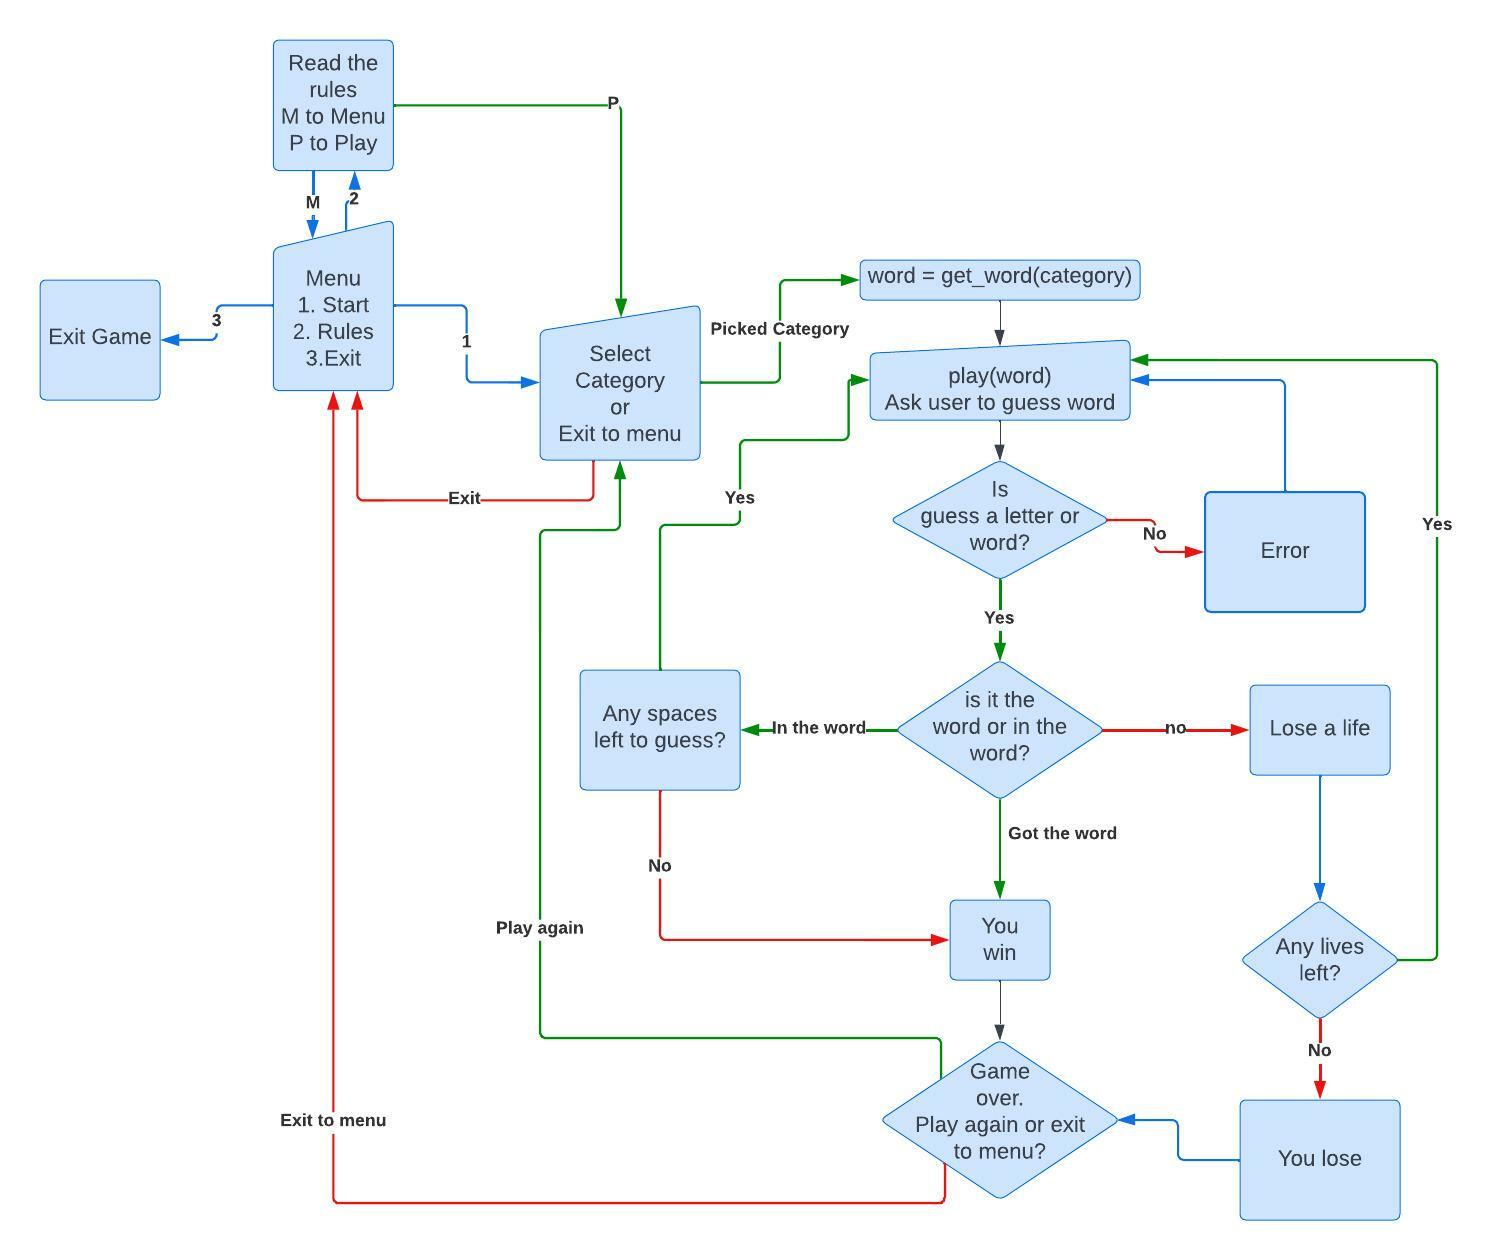 Read the
rules
M to Menu
P to Play
P
M
2
Menu
1. Start
2. Rules
3.Exit
Exit Game
3
1
Select
Category
or
Exit to menu
Exit
Picked Category
word = get_word(category)
play(word)
Ask user to guess word
Yes
Is
guess a letter or
word?
No
Error
Yes
Yes
Any spaces
left to guess?
In the word
is it the
word or in the
word?
no
Lose a life
Got the word
No
Play again
You
win
Any lives
left?
No
Game
over.
Play again or exit
to menu?
Exit to menu
You lose